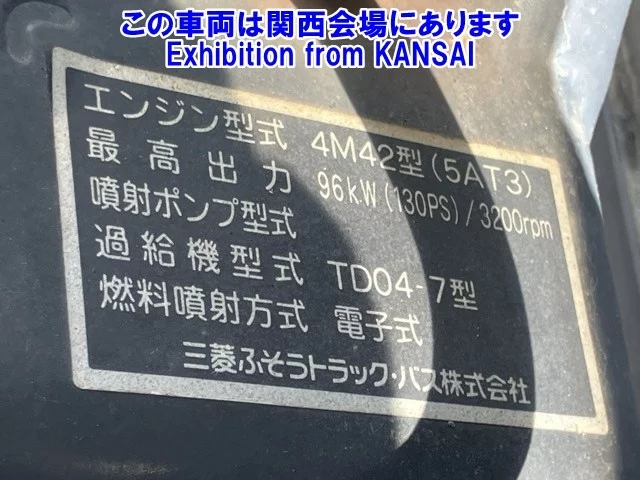 この車両は関西会場にあります
Exhibition from KANSAI
エンジン型式 4M42型(5AT3)
最高出力 96kW(130PS)/3200rpm
噴射ポンプ型式
過給機型式 TD04-7型
燃料噴射方式 電子式
三菱ふそうトラック・バス株式会社